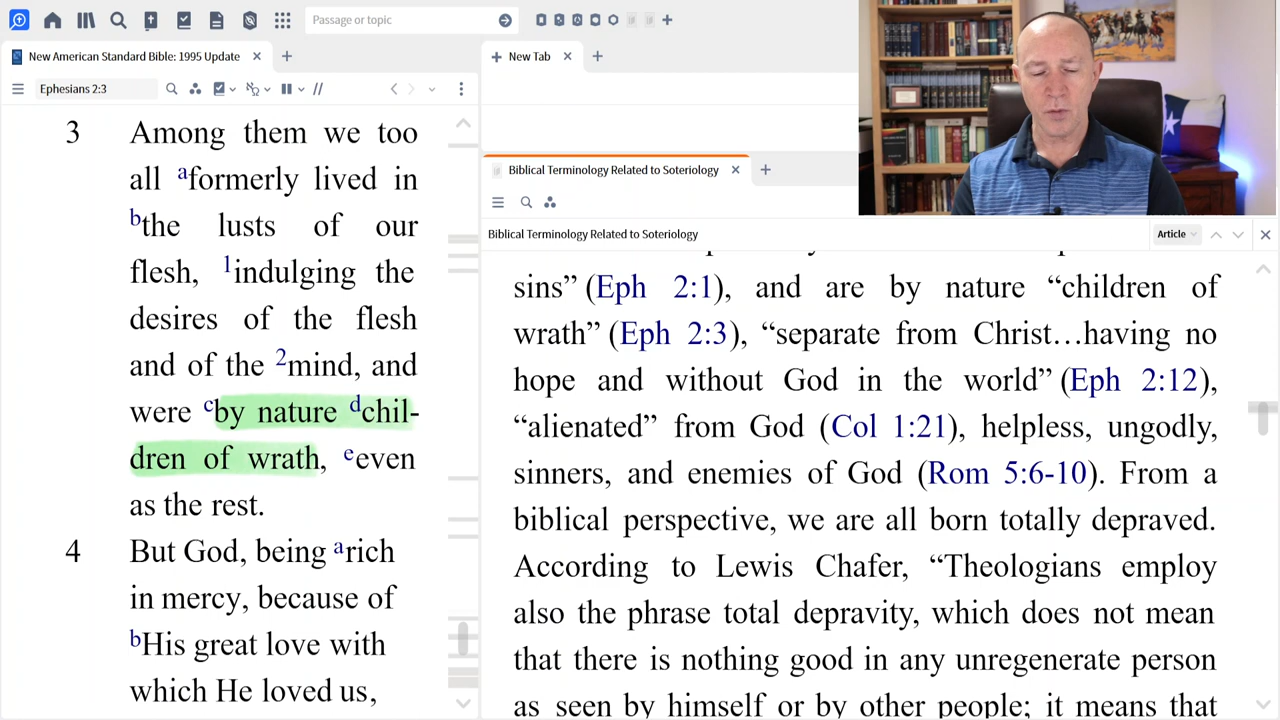 Passage or topic
New American Standard Bible: 1995 Update
New Tab
Ephesians 2:3
3 Among them we too
all ᵃformerly lived in
ᵇthe lusts of our
flesh, ¹indulging the
desires of the flesh
and of the ²mind, and
were ᶜby nature ᵈchil-
dren of wrath, ᵉeven
as the rest.
4 But God, being ᵃrich
in mercy, because of
ᵇHis great love with
which He loved us,
Biblical Terminology Related to Soteriology
Biblical Terminology Related to Soteriology
Article
sins” (Eph 2:1), and are by nature “children of
wrath” (Eph 2:3), “separate from Christ…having no
hope and without God in the world” (Eph 2:12),
“alienated” from God (Col 1:21), helpless, ungodly,
sinners, and enemies of God (Rom 5:6-10). From a
biblical perspective, we are all born totally depraved.
According to Lewis Chafer, “Theologians employ
also the phrase total depravity, which does not mean
that there is nothing good in any unregenerate person
as seen by himself or by other people; it means that